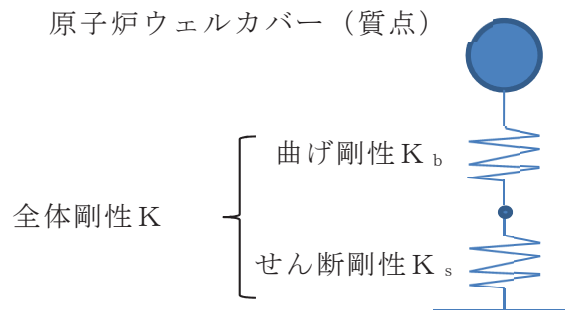 原子炉ウェルカバー（質点）
曲げ剛性Ｋｂ
全体剛性Ｋ
せん断剛性Ｋｓ